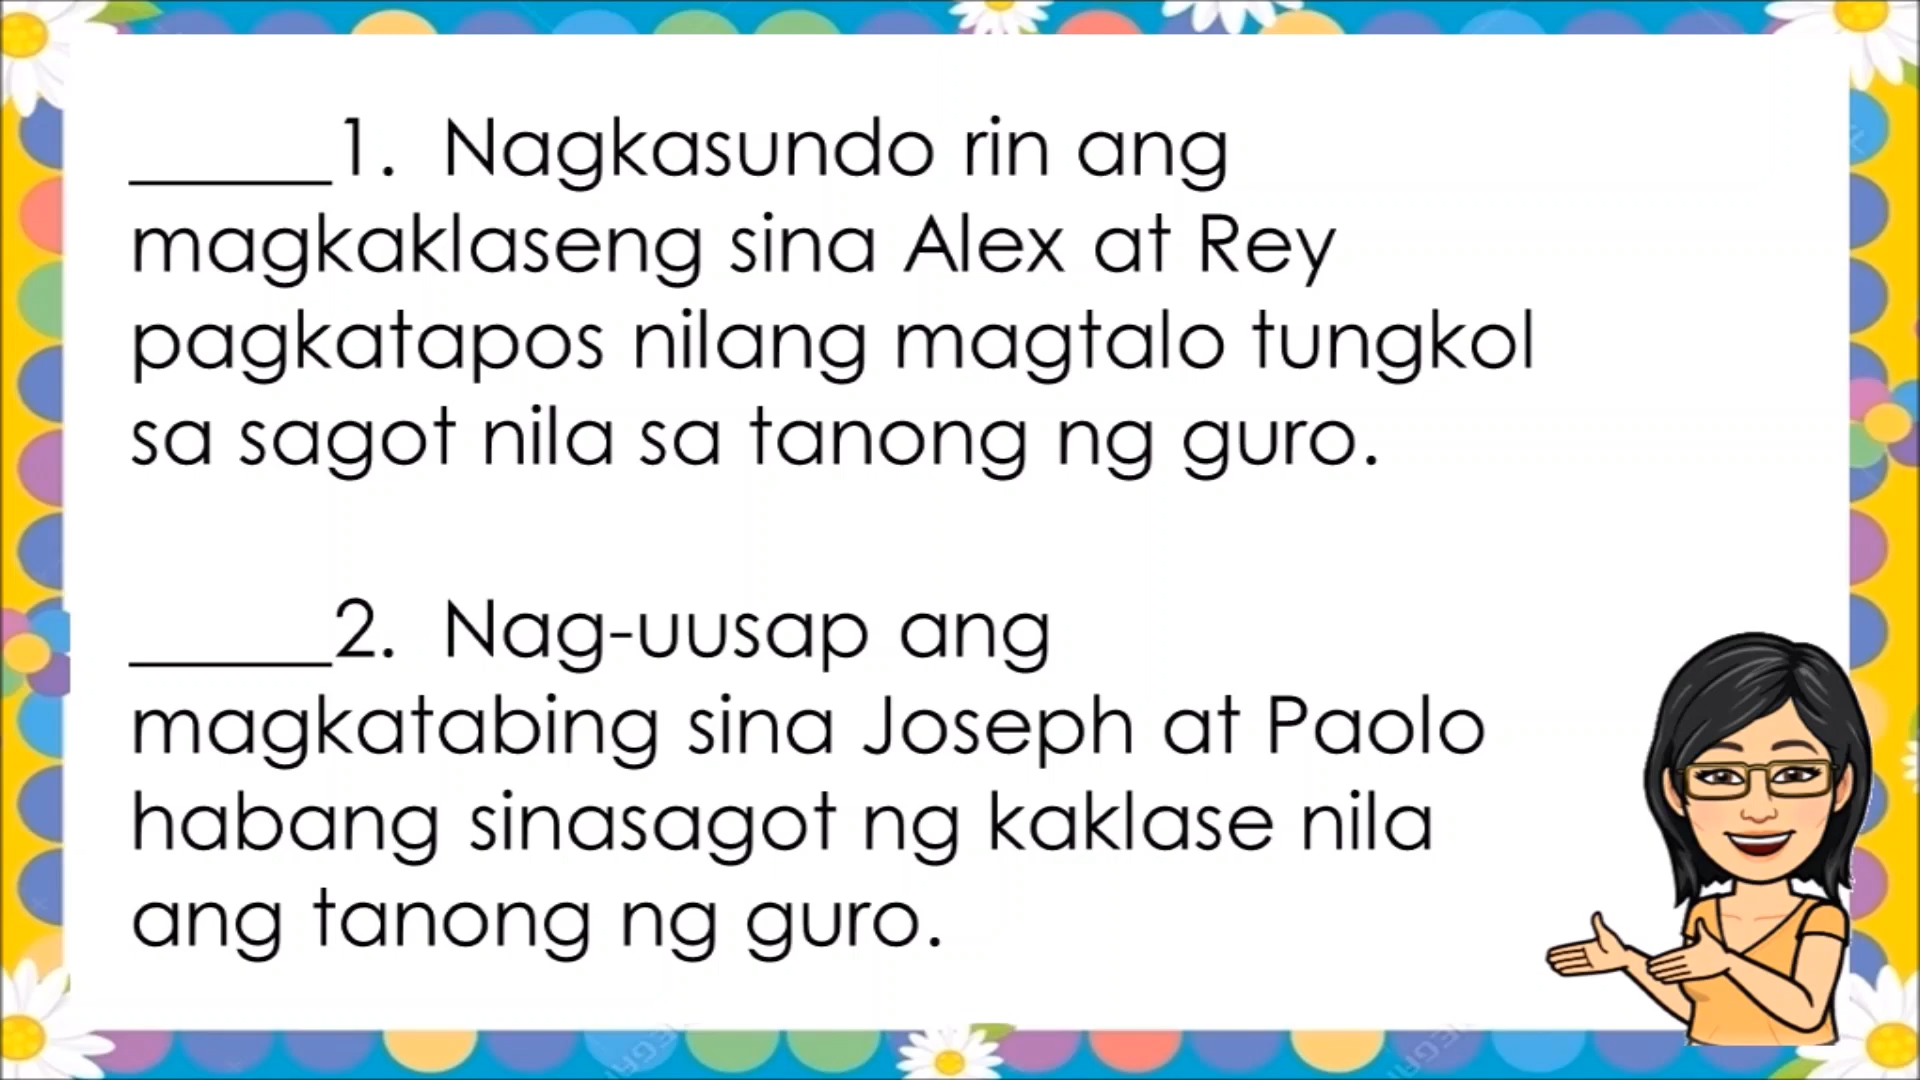 _____1. Nagkasundo rin ang
magkaklaseng sina Alex at Rey
pagkatapos nilang magtalo tungkol
sa sagot nila sa tanong ng guro.
_____2. Nag-uusap ang
magkatabing sina Joseph at Paolo
habang sinasagot ng kaklase nila
ang tanong ng guro.